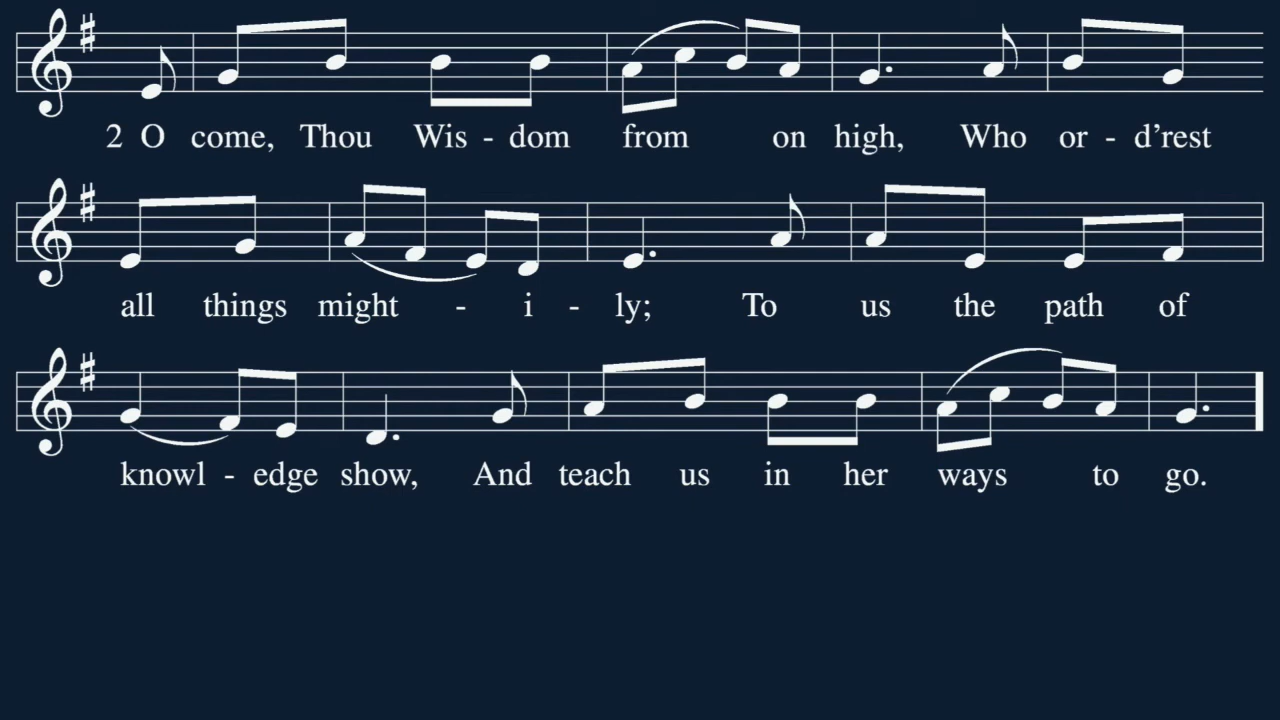 2 O come, Thou Wis - dom from on high, Who or - d’rest
all things might - i - ly; To us the path of
knowl - edge show, And teach us in her ways to go.